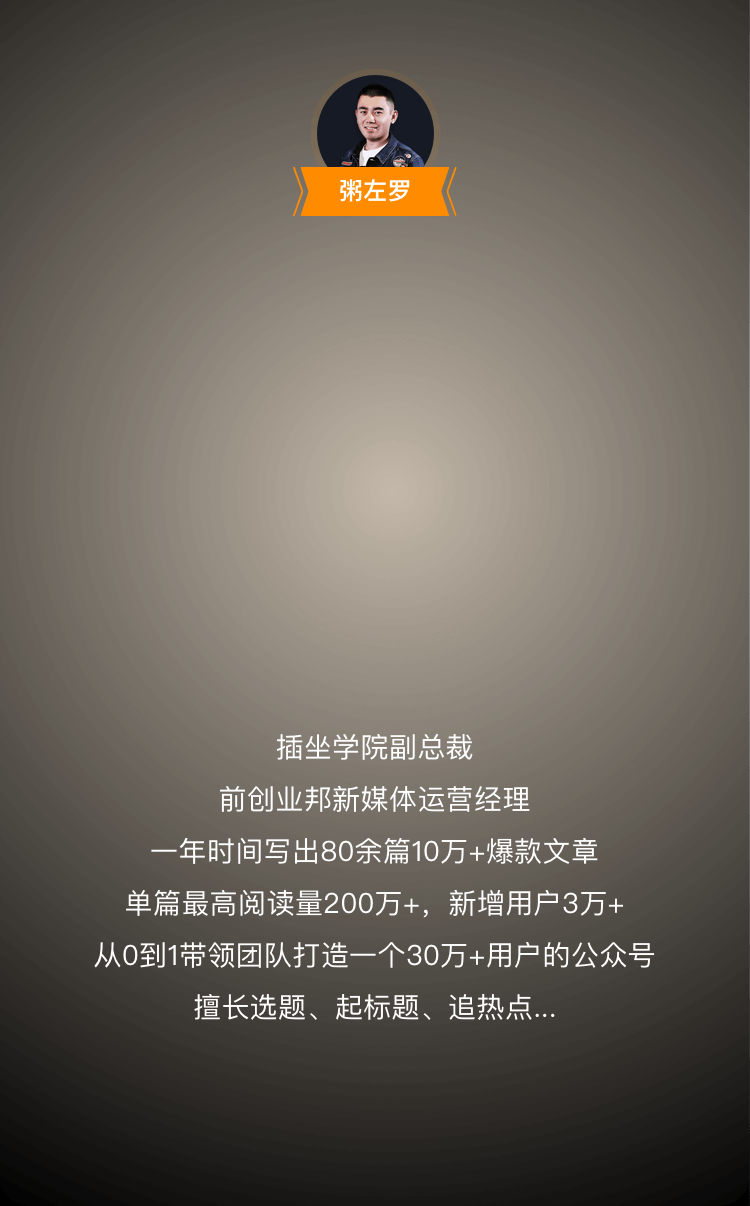 粥左罗
插坐学院副总裁
前创业邦新媒体运营经理
一年时间写出80余篇10万+爆款文章
单篇最高阅读量200万+，新增用户3万+
从0到1带领团队打造一个30万+用户的公众号
擅长选题、起标题、追热点...